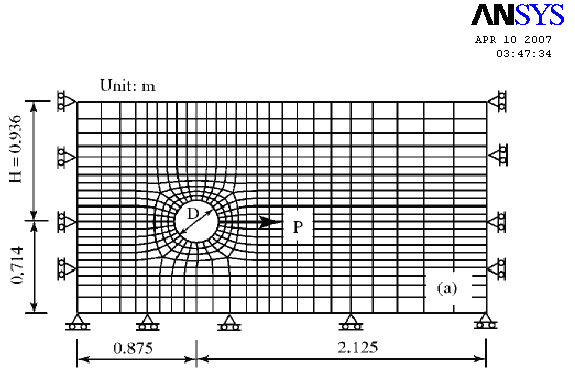 ANSYS
APR 10 2007
03:47:34
Unit: m
H = 0.936
D
P
0,714
(a)
0.875
2.125